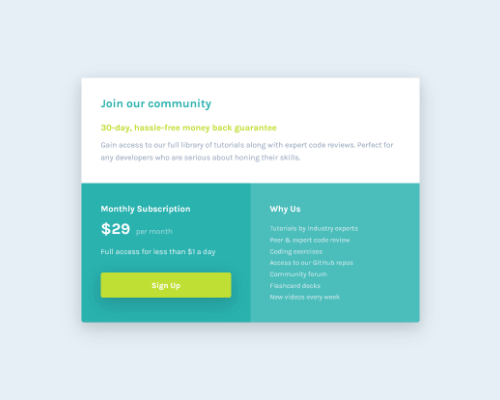 Join our community
30-day, hassle-free money back guarantee
Gain access to our full library of tutorials along with expert code reviews. Perfect for
any developers who are serious about honing their skills.
Monthly Subscription
$29 per month
Full access for less than $1 a day
Sign Up
Why Us
Tutorials by industry experts
Peer & expert code review
Coding exercises
Access to our GitHub repos
Community forum
Flashcard decks
New videos every week